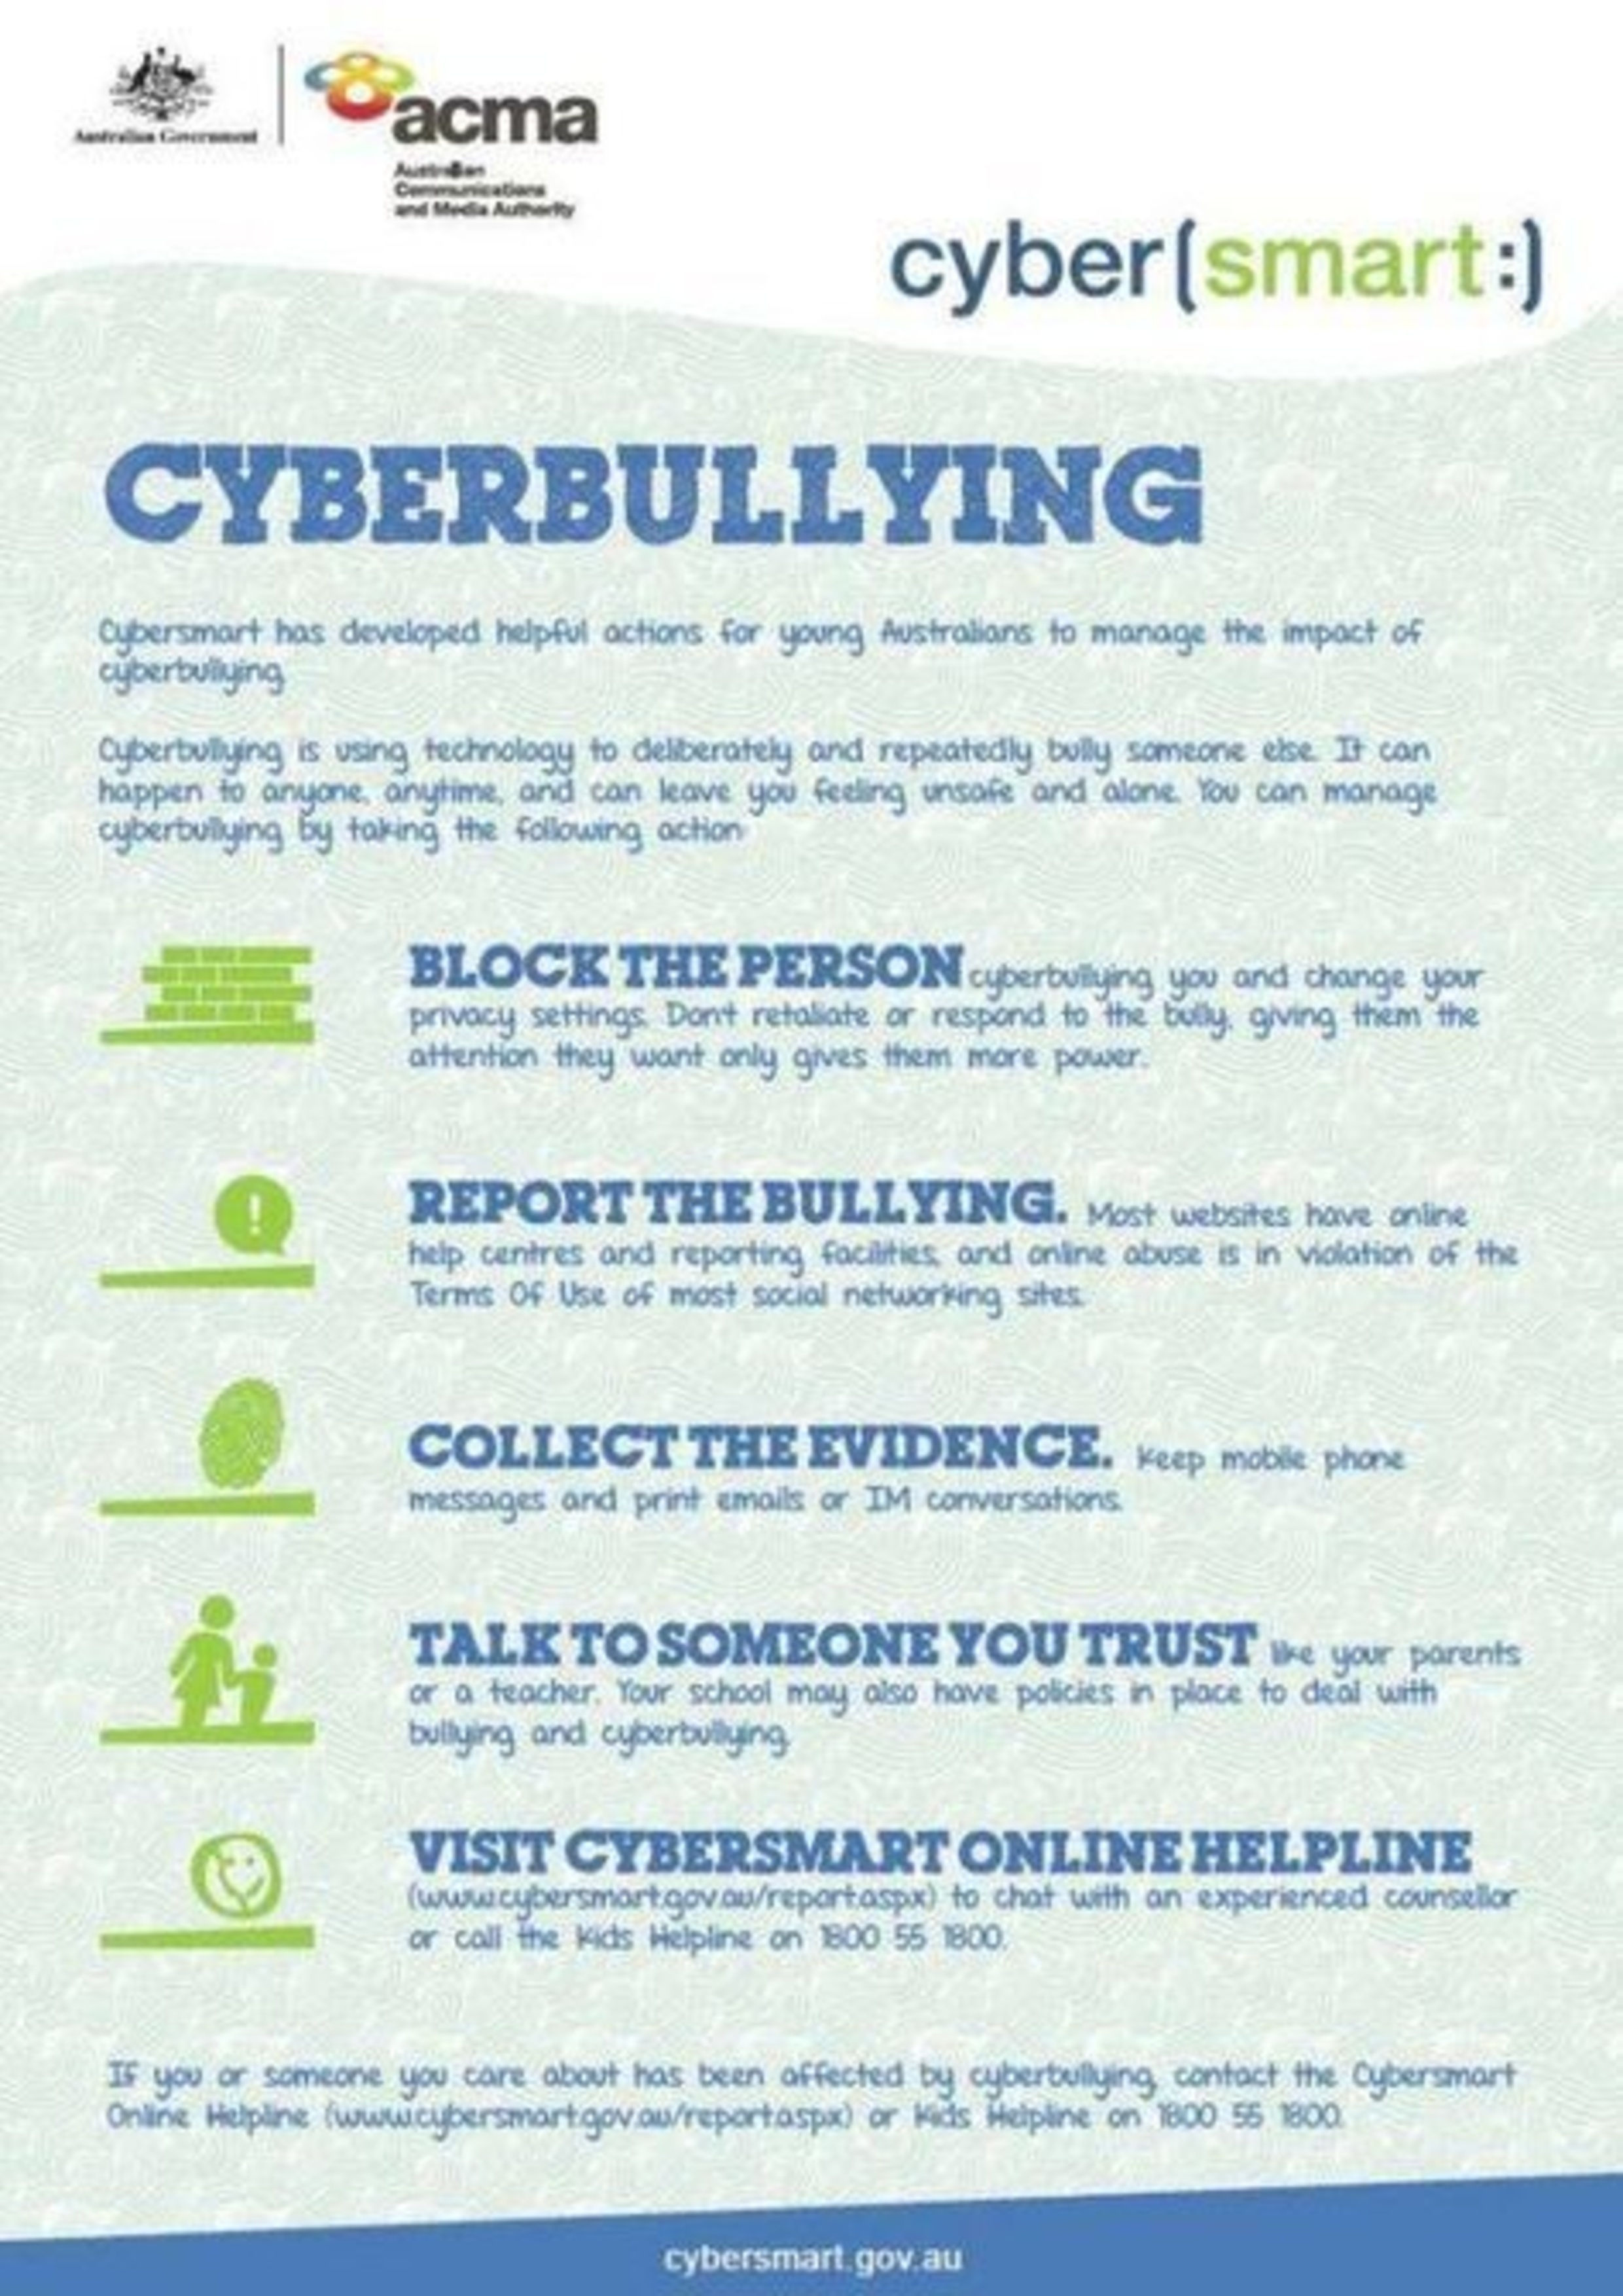 Australian Government
acma
Australian
Communications
and Media Authority
cyber(smart:)
CYBERBULLYING
Cybersmart has developed helpful actions for young Australians to manage the impact of
cyberbullying.
Cyberbullying is using technology to deliberately and repeatedly bully someone else. It can
happen to anyone, anytime, and can leave you feeling unsafe and alone. You can manage
cyberbullying by taking the following action:
BLOCK THE PERSON cyberbullying you and change your
privacy settings. Don't retaliate or respond to the bully, giving them the
attention they want only gives them more power.
!
REPORT THE BULLYING. Most websites have online
help centres and reporting facilities, and online abuse is in violation of the
Terms Of Use of most social networking sites.
COLLECT THE EVIDENCE. Keep mobile phone
messages and print emails or IM conversations.
TALK TO SOMEONE YOU TRUST like your parents
or a teacher. Your school may also have policies in place to deal with
bullying and cyberbullying.
VISIT CYBERSMART ONLINE HELPLINE
(www.cybersmart.gov.au/report.aspx) to chat with an experienced counsellor
or call the Kids Helpline on 1800 55 1800.
If you or someone you care about has been affected by cyberbullying, contact the Cybersmart
Online Helpline (www.cybersmart.gov.au/report.aspx) or Kids Helpline on 1800 55 1800.
cybersmart.gov.au